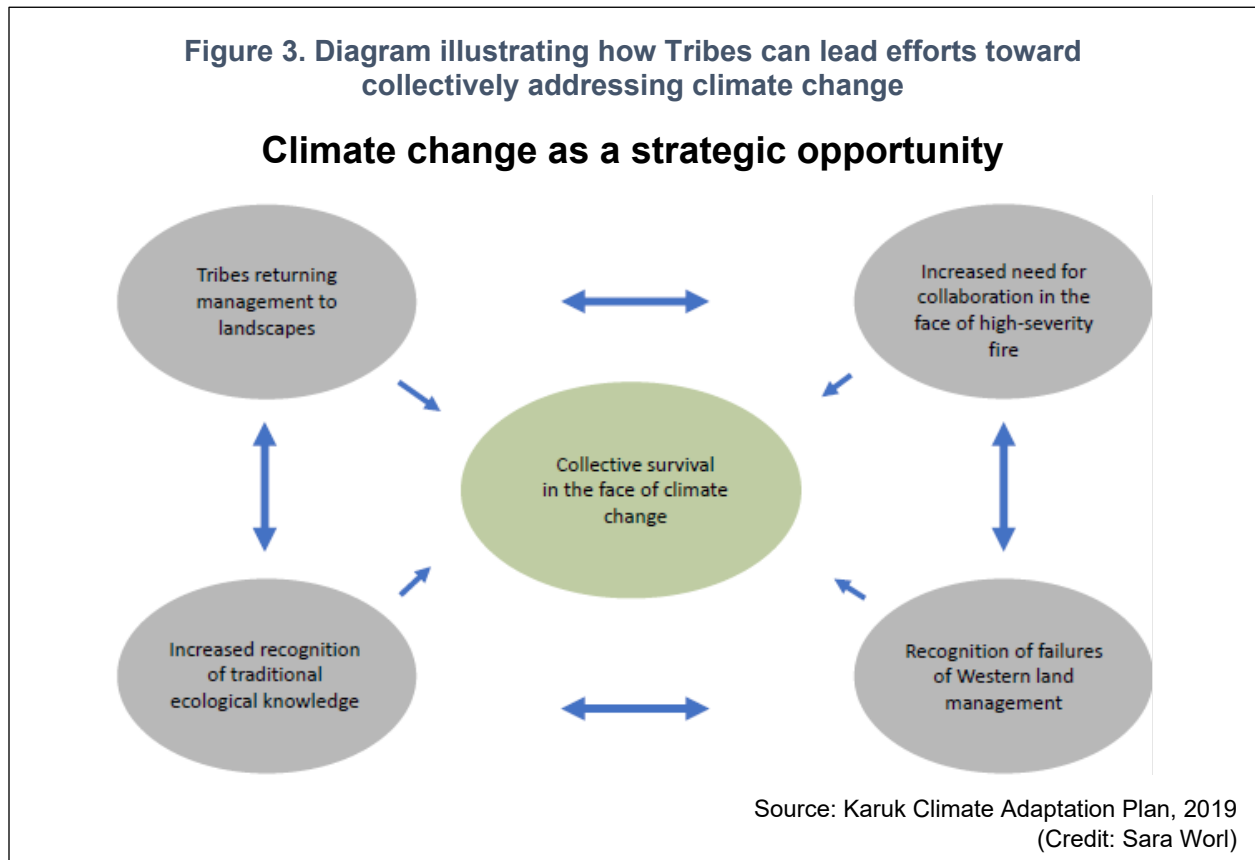 Figure 3. Diagram illustrating how Tribes can lead efforts toward
collectively addressing climate change
Climate change as a strategic opportunity
Tribes returning
management to
landscapes
Increased need for
collaboration in the
face of high-severity
fire
Collective survival
in the face of climate
change
Increased recognition
of traditional
ecological knowledge
Recognition of failures
of Western land
management
Source: Karuk Climate Adaptation Plan, 2019
(Credit: Sara Worl)